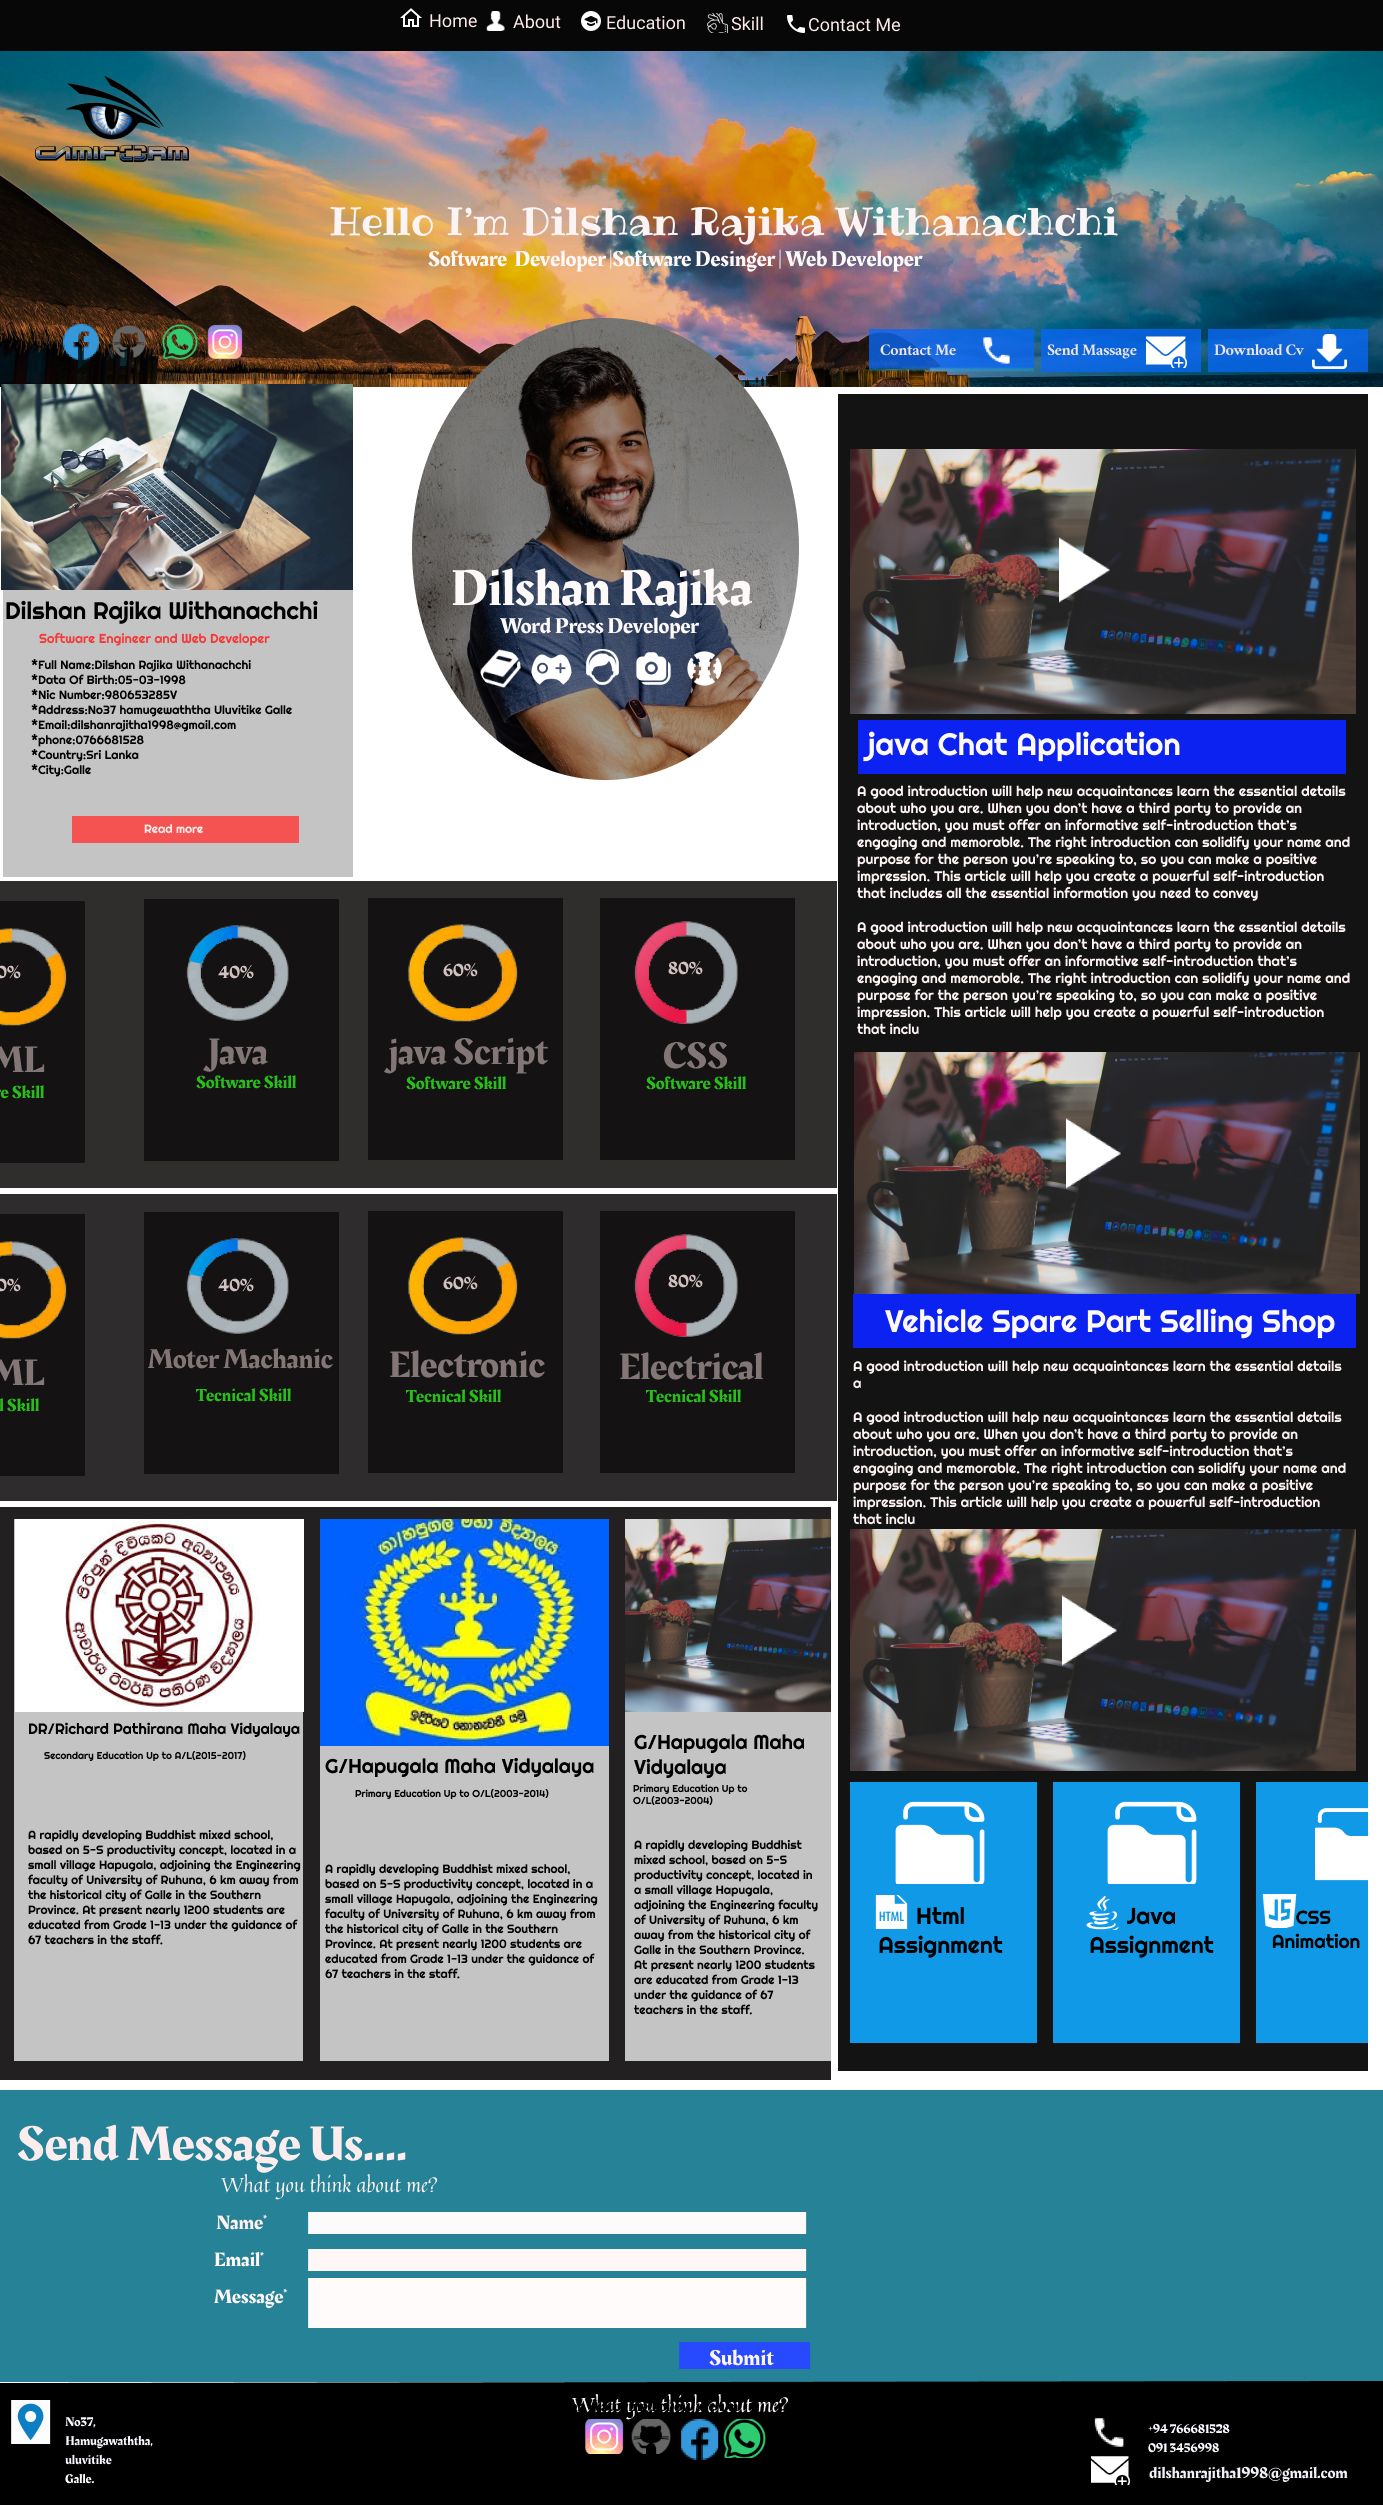 Home About Education Skill Contact Me
CAMIFORM
Hello I'm Dilshan Rajika Withanachchi
Software Developer |Software Desinger | Web Developer
Contact Me Send Massage Download Cv
Dilshan Rajika Withanachchi
Software Engineer and Web Developer
*Full Name:Dilshan Rajika Withanachchi
*Data Of Birth:05-03-1998
*Nic Number:980653285V
*Address:No37 hamugewaththa Uluvitike Galle
*Email:dilshanrajitha1998@gmail.com
*phone:0766681528
*Country:Sri Lanka
*City:Galle
Read more
Dilshan Rajika
Word Press Developer
java Chat Application
A good introduction will help new acquaintances learn the essential details
about who you are. When you don't have a third party to provide an
introduction, you must offer an informative self-introduction that's
engaging and memorable. The right introduction can solidify your name and
purpose for the person you're speaking to, so you can make a positive
impression. This article will help you create a powerful self-introduction
that includes all the essential information you need to convey
A good introduction will help new acquaintances learn the essential details
about who you are. When you don't have a third party to provide an
introduction, you must offer an informative self-introduction that's
engaging and memorable. The right introduction can solidify your name and
purpose for the person you're speaking to, so you can make a positive
impression. This article will help you create a powerful self-introduction
that inclu
0% 40% 60% 80%
ML Java java Script CSS
e Skill Software Skill Software Skill Software Skill
0% 40% 60% 80%
ML Moter Machanic Electronic Electrical
l Skill Tecnical Skill Tecnical Skill Tecnical Skill
Vehicle Spare Part Selling Shop
A good introduction will help new acquaintances learn the essential details
a
A good introduction will help new acquaintances learn the essential details
about who you are. When you don't have a third party to provide an
introduction, you must offer an informative self-introduction that's
engaging and memorable. The right introduction can solidify your name and
purpose for the person you're speaking to, so you can make a positive
impression. This article will help you create a powerful self-introduction
that inclu
DR/Richard Pathirana Maha Vidyalaya
Secondary Education Up to A/L(2015-2017)
A rapidly developing Buddhist mixed school,
based on 5-S productivity concept, located in a
small village Hapugala, adjoining the Engineering
faculty of University of Ruhuna, 6 km away from
the historical city of Galle in the Southern
Province. At present nearly 1200 students are
educated from Grade 1-13 under the guidance of
67 teachers in the staff.
G/Hapugala Maha Vidyalaya
Primary Education Up to O/L(2003-2014)
A rapidly developing Buddhist mixed school,
based on 5-S productivity concept, located in a
small village Hapugala, adjoining the Engineering
faculty of University of Ruhuna, 6 km away from
the historical city of Galle in the Southern
Province. At present nearly 1200 students are
educated from Grade 1-13 under the guidance of
67 teachers in the staff.
G/Hapugala Maha
Vidyalaya
Primary Education Up to
O/L(2003-2004)
A rapidly developing Buddhist
mixed school, based on 5-S
productivity concept, located in
a small village Hapugala,
adjoining the Engineering faculty
of University of Ruhuna, 6 km
away from the historical city of
Galle in the Southern Province.
At present nearly 1200 students
are educated from Grade 1-13
under the guidance of 67
teachers in the staff.
HTML Html
Assignment
Java
Assignment
JS CSS
Animation
Send Message Us....
What you think about me?
Name*
Email*
Message*
Submit
What you think about me?
No37,
Hamugawaththa,
uluvitike
Galle.
+94 766681528
091 3456998
dilshanrajitha1998@gmail.com